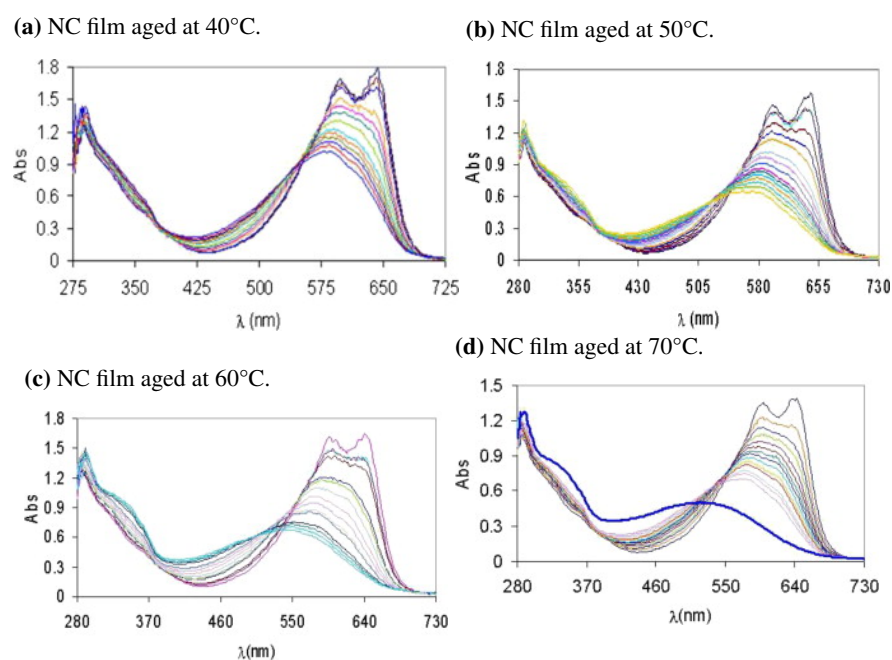 (a) NC film aged at 40°C.
1.8
1.5
1.2
0.9
0.6
0.3
0
Abs
275 350 425 500 575 650 725
λ (nm)
(b) NC film aged at 50°C.
1.8
1.5
1.2
0.9
0.6
0.3
0
Abs
280 355 430 505 580 655 730
λ (nm)
(c) NC film aged at 60°C.
1.8
1.5
1.2
0.9
0.6
0.3
0
Abs
280 370 460 550 640 730
λ(nm)
(d) NC film aged at 70°C.
1.5
1.2
0.9
0.6
0.3
0
Abs
280 370 460 550 640 730
λ(nm)